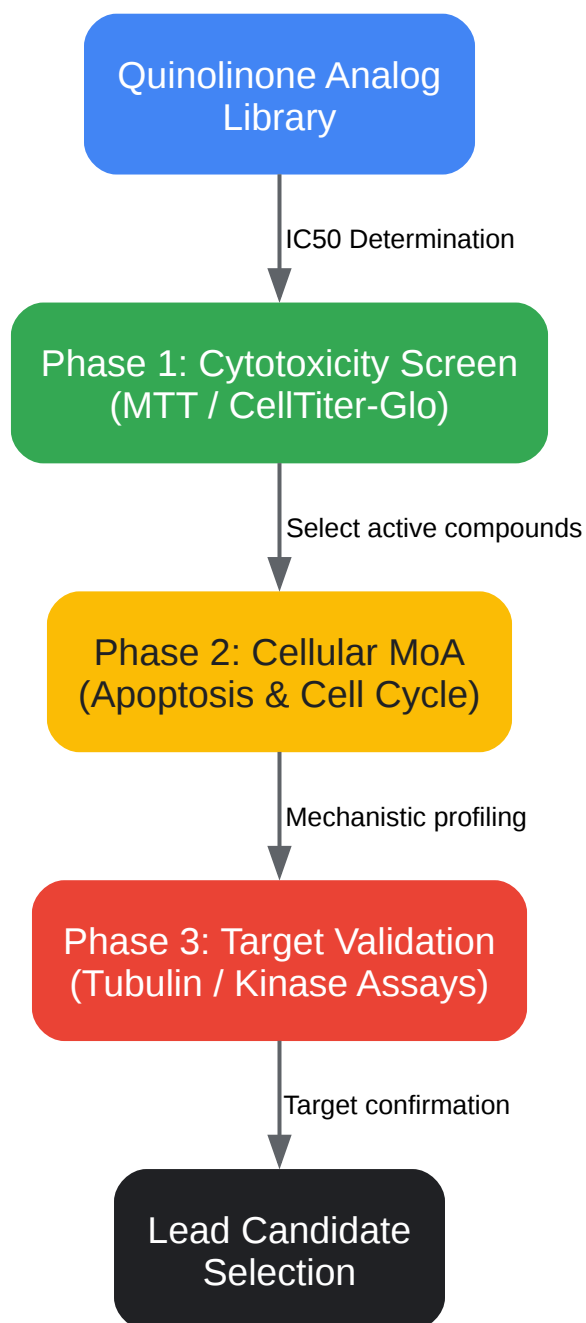 Quinolinone Analog
Library
IC50 Determination
Phase 1: Cytotoxicity Screen
(MTT / CellTiter-Glo)
Select active compounds
Phase 2: Cellular MoA
(Apoptosis & Cell Cycle)
Mechanistic profiling
Phase 3: Target Validation
(Tubulin / Kinase Assays)
Target confirmation
Lead Candidate
Selection